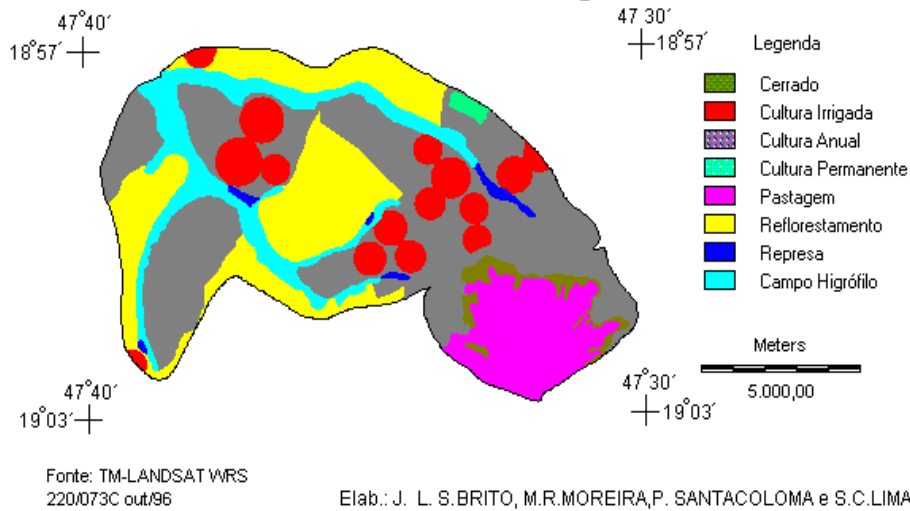 47°40´
18°57´
47 30´
18°57´
Legenda
Cerrado
Cultura Irrigada
Cultura Anual
Cultura Permanente
Pastagem
Reflorestamento
Represa
Campo Higrófilo
Meters
5.000,00
47°40´
19°03´
47°30´
19°03´
Fonte: TM-LANDSAT WRS
220/073C out/96
Elab.: J. L. S.BRITO, M.R.MOREIRA,P. SANTACOLOMA e S.C.LIMA